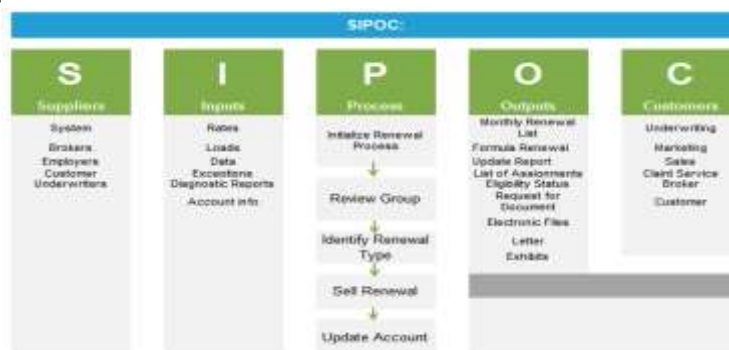 SIPOC:
S
Suppliers
System
Brokers
Employers
Customer
Underwriters
I
Inputs
Rates
Loads
Data
Exceptions
Diagnostic Reports
Account info
P
Process
Initialize Renewal
Process
Review Group
Identify Renewal
Type
Sell Renewal
Update Account
O
Outputs
Monthly Renewal
List
Formula Renewal
Update Report
List of Assignments
Eligibility Status
Request for
Document
Electronic Files
Letter
Exhibits
C
Customers
Underwriting
Marketing
Sales
Claint Service
Broker
Customer